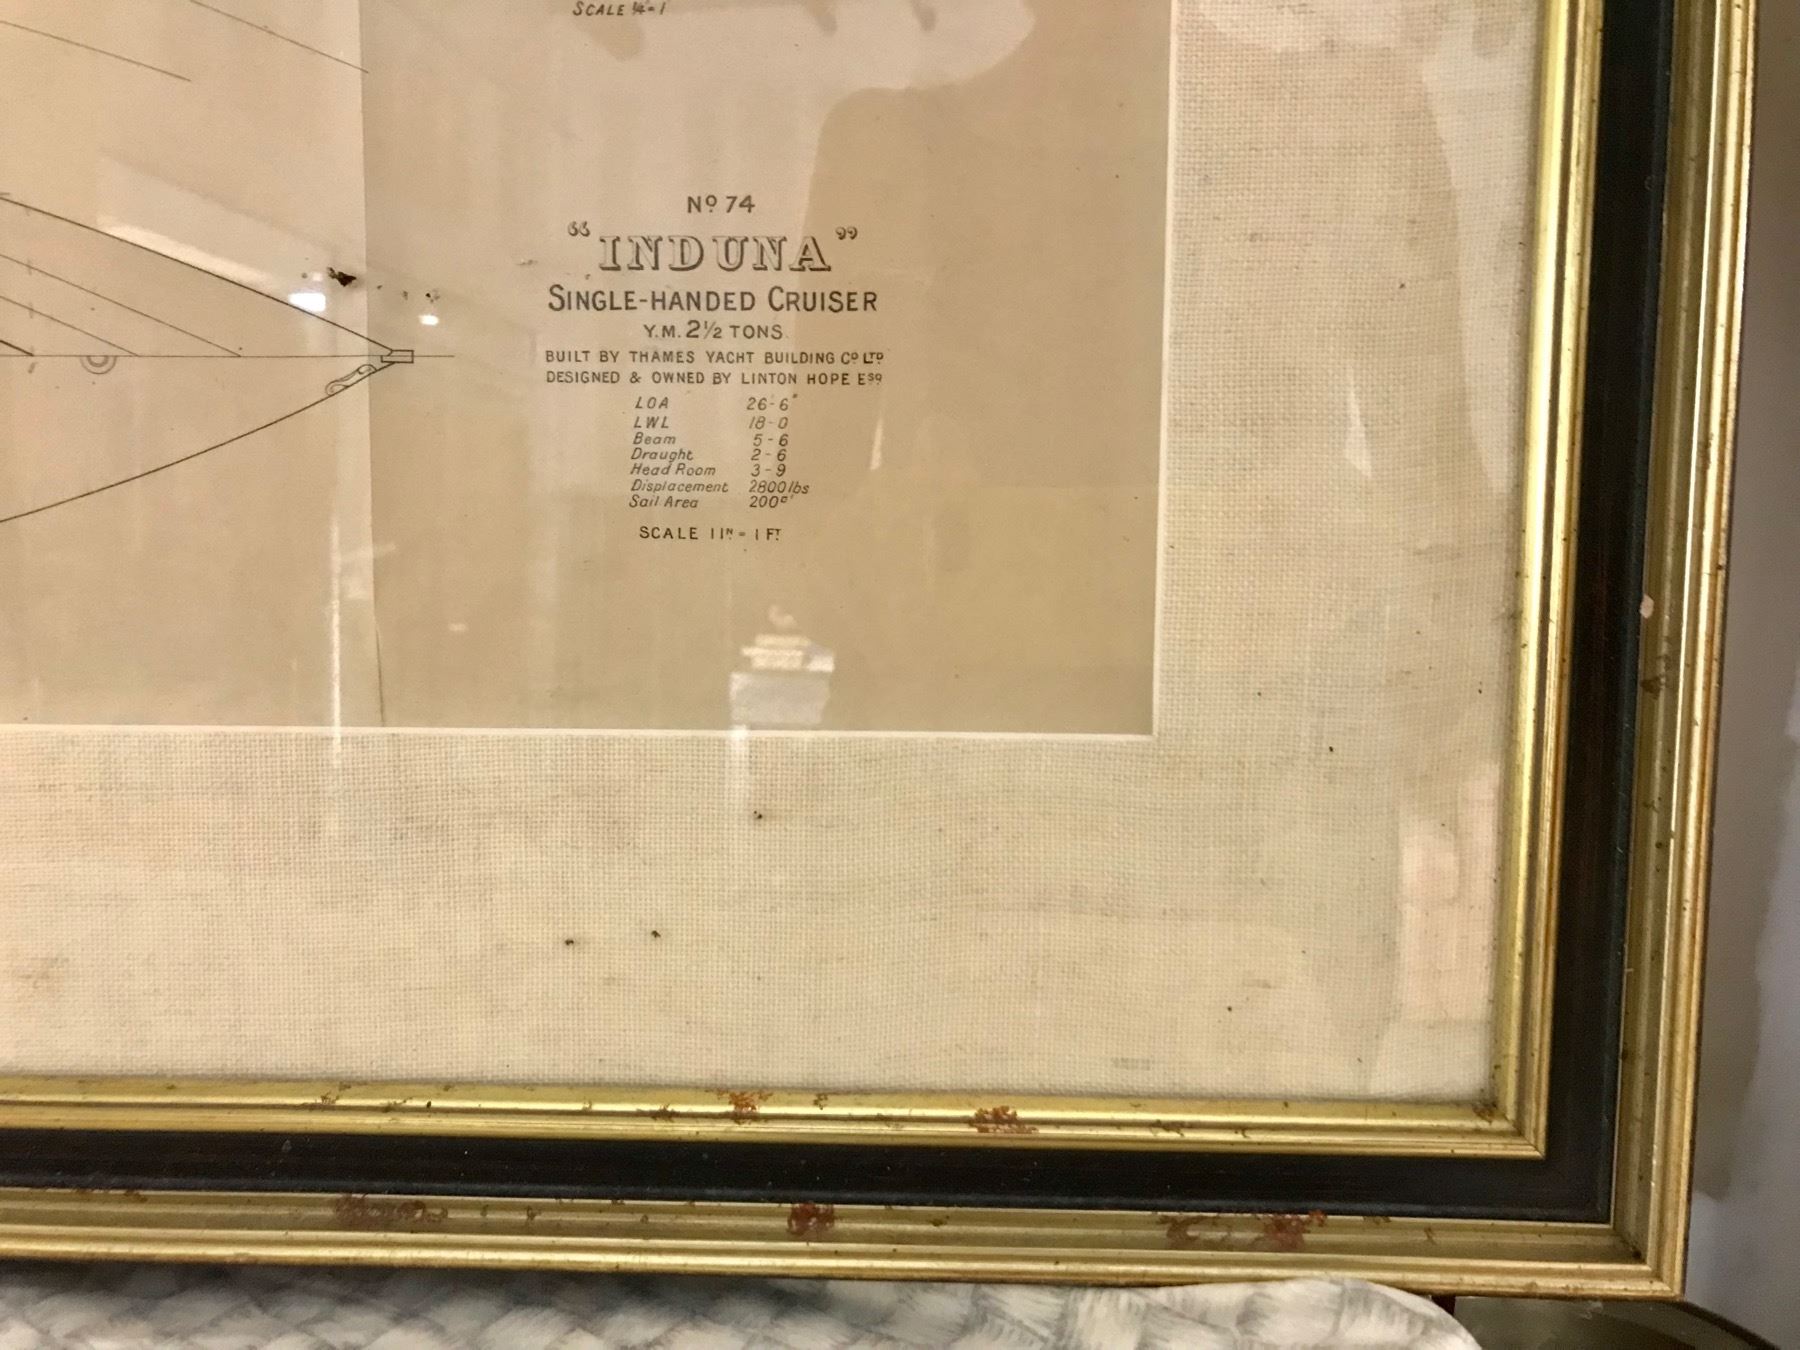 SCALE ¼"=1'
Nº 74
"INDUNA"
SINGLE-HANDED CRUISER
Y.M. 2½ TONS.
BUILT BY THAMES YACHT BUILDING Cº LTD
DESIGNED & OWNED BY LINTON HOPE ESQ
LOA 26-6"
LWL 18-0
Beam 5-6
Draught 2-6
Head Room 3-9
Displacement 2800 lbs
Sail Area 200□'
SCALE 1 IN = 1 FT